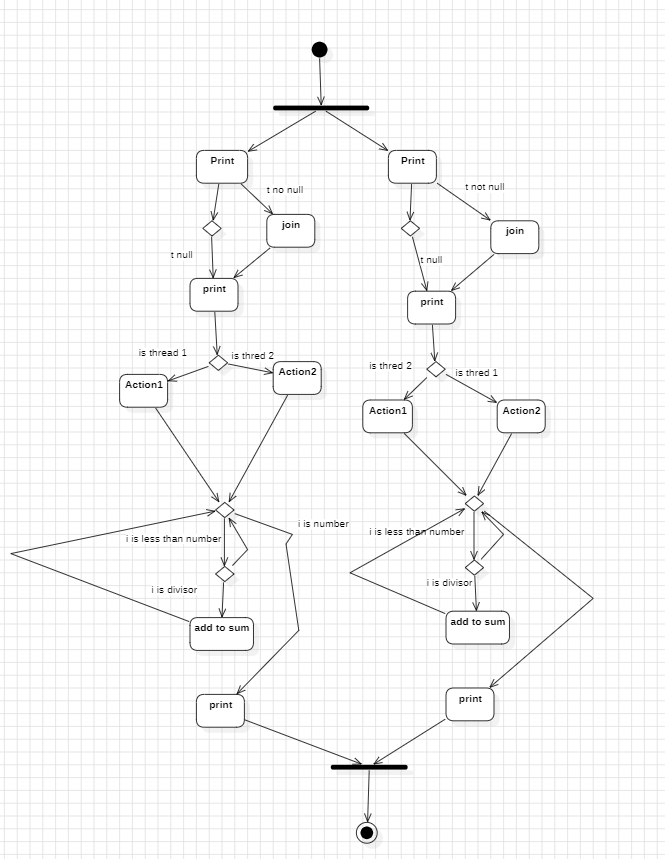 Print
Print
t no null
t not null
join
join
t null
t null
print
print
is thread 1
is thred 2
is thred 2
is thred 1
Action1
Action2
Action1
Action2
i is number
i is less than number
i is less than number
i is divisor
i is divisor
add to sum
add to sum
print
print